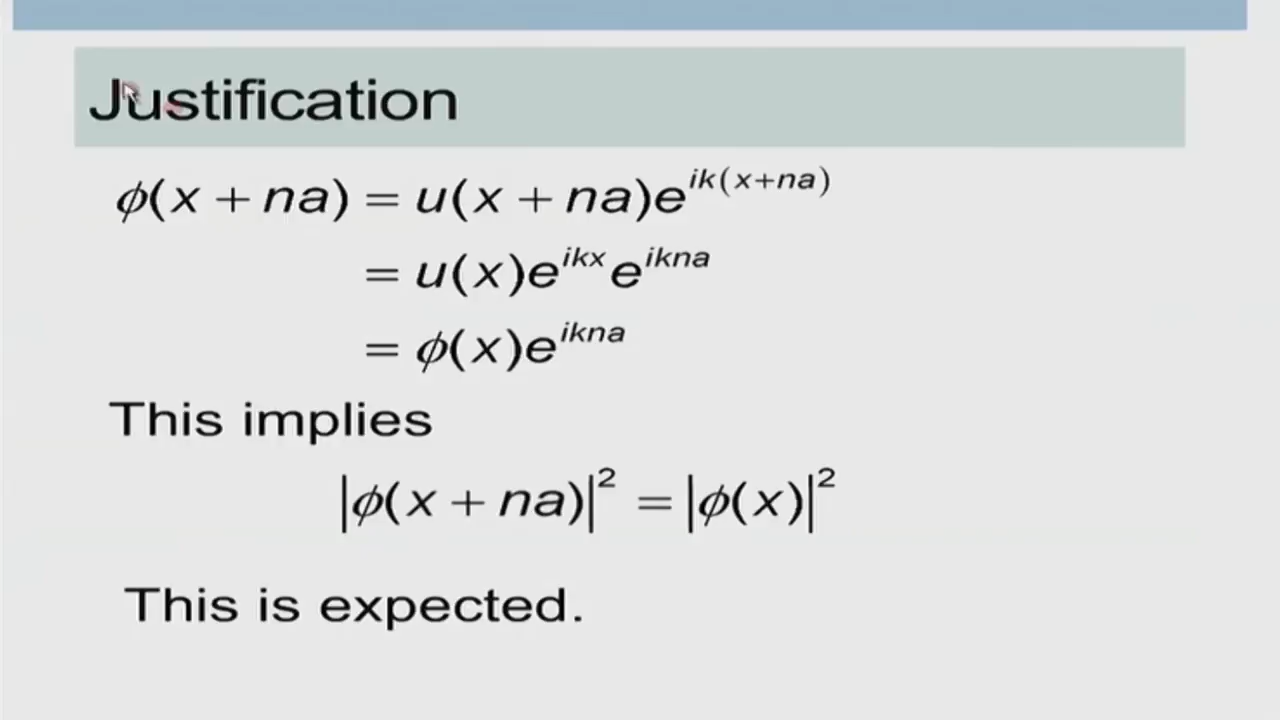 Justification
ϕ(x + na) = u(x + na)e^{ik(x+na)}
= u(x)e^{ikx} e^{ikna}
= ϕ(x)e^{ikna}
This implies
|ϕ(x + na)|² = |ϕ(x)|²
This is expected.